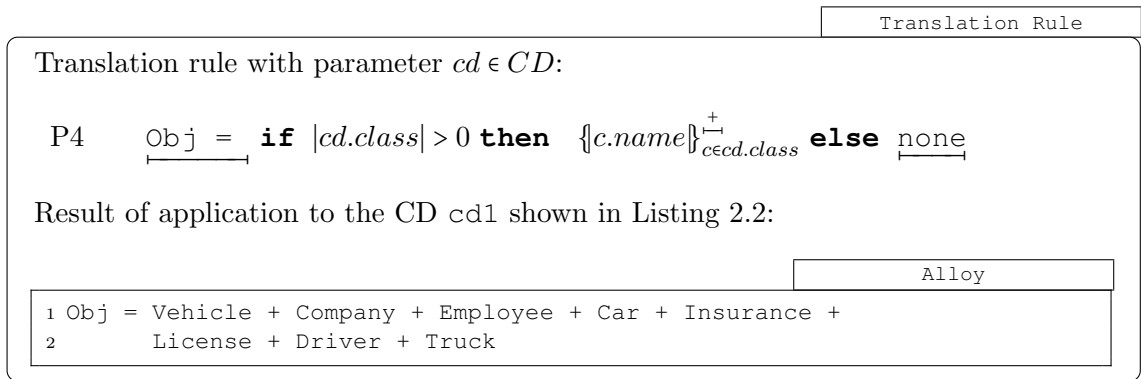 Translation Rule
Translation rule with parameter cd ∈ CD:
P4 Obj = if |cd.class| > 0 then ⦃c.name⦄^+_{c∈cd.class} else none
Result of application to the CD cd1 shown in Listing 2.2:
Alloy
1 Obj = Vehicle + Company + Employee + Car + Insurance +
2 License + Driver + Truck